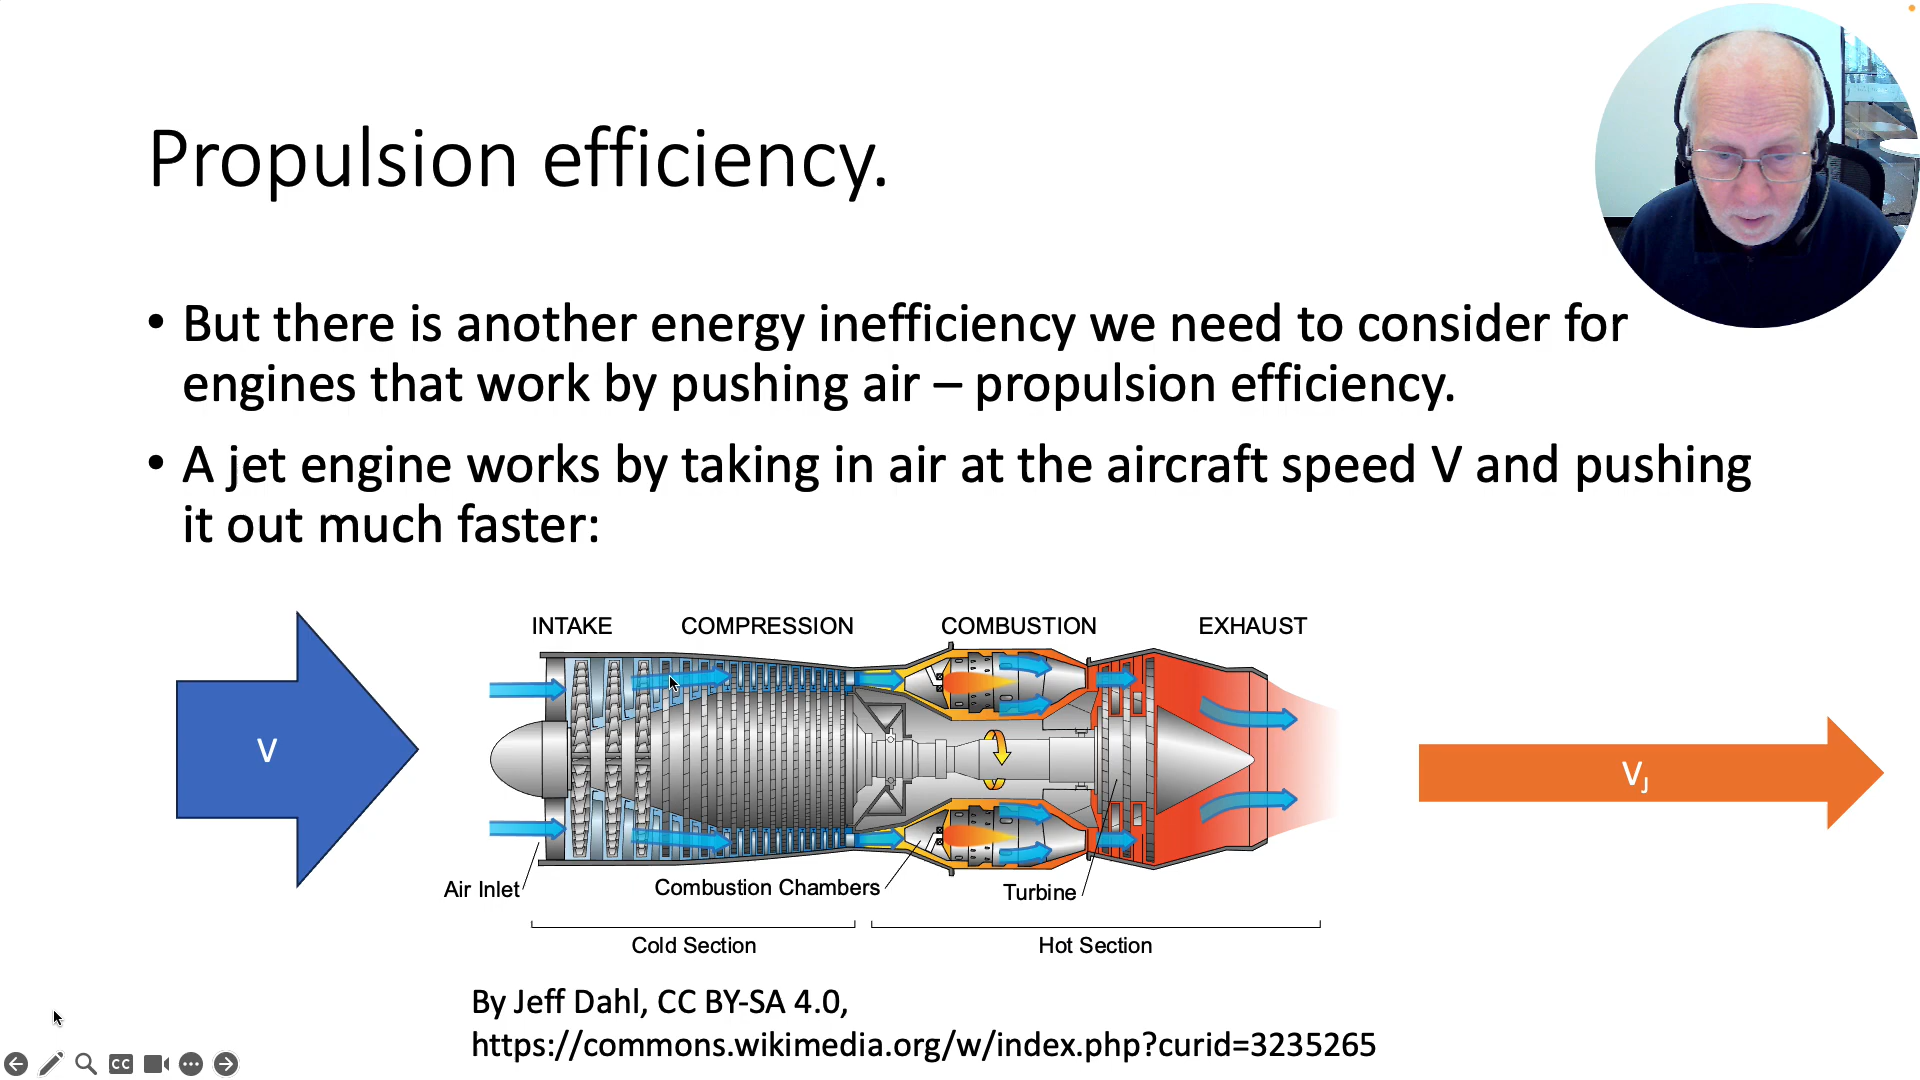 Propulsion efficiency.
• But there is another energy inefficiency we need to consider for
engines that work by pushing air – propulsion efficiency.
• A jet engine works by taking in air at the aircraft speed V and pushing
it out much faster:
INTAKE COMPRESSION COMBUSTION EXHAUST
V
VJ
Air Inlet Combustion Chambers Turbine
Cold Section Hot Section
By Jeff Dahl, CC BY-SA 4.0,
https://commons.wikimedia.org/w/index.php?curid=3235265
CC